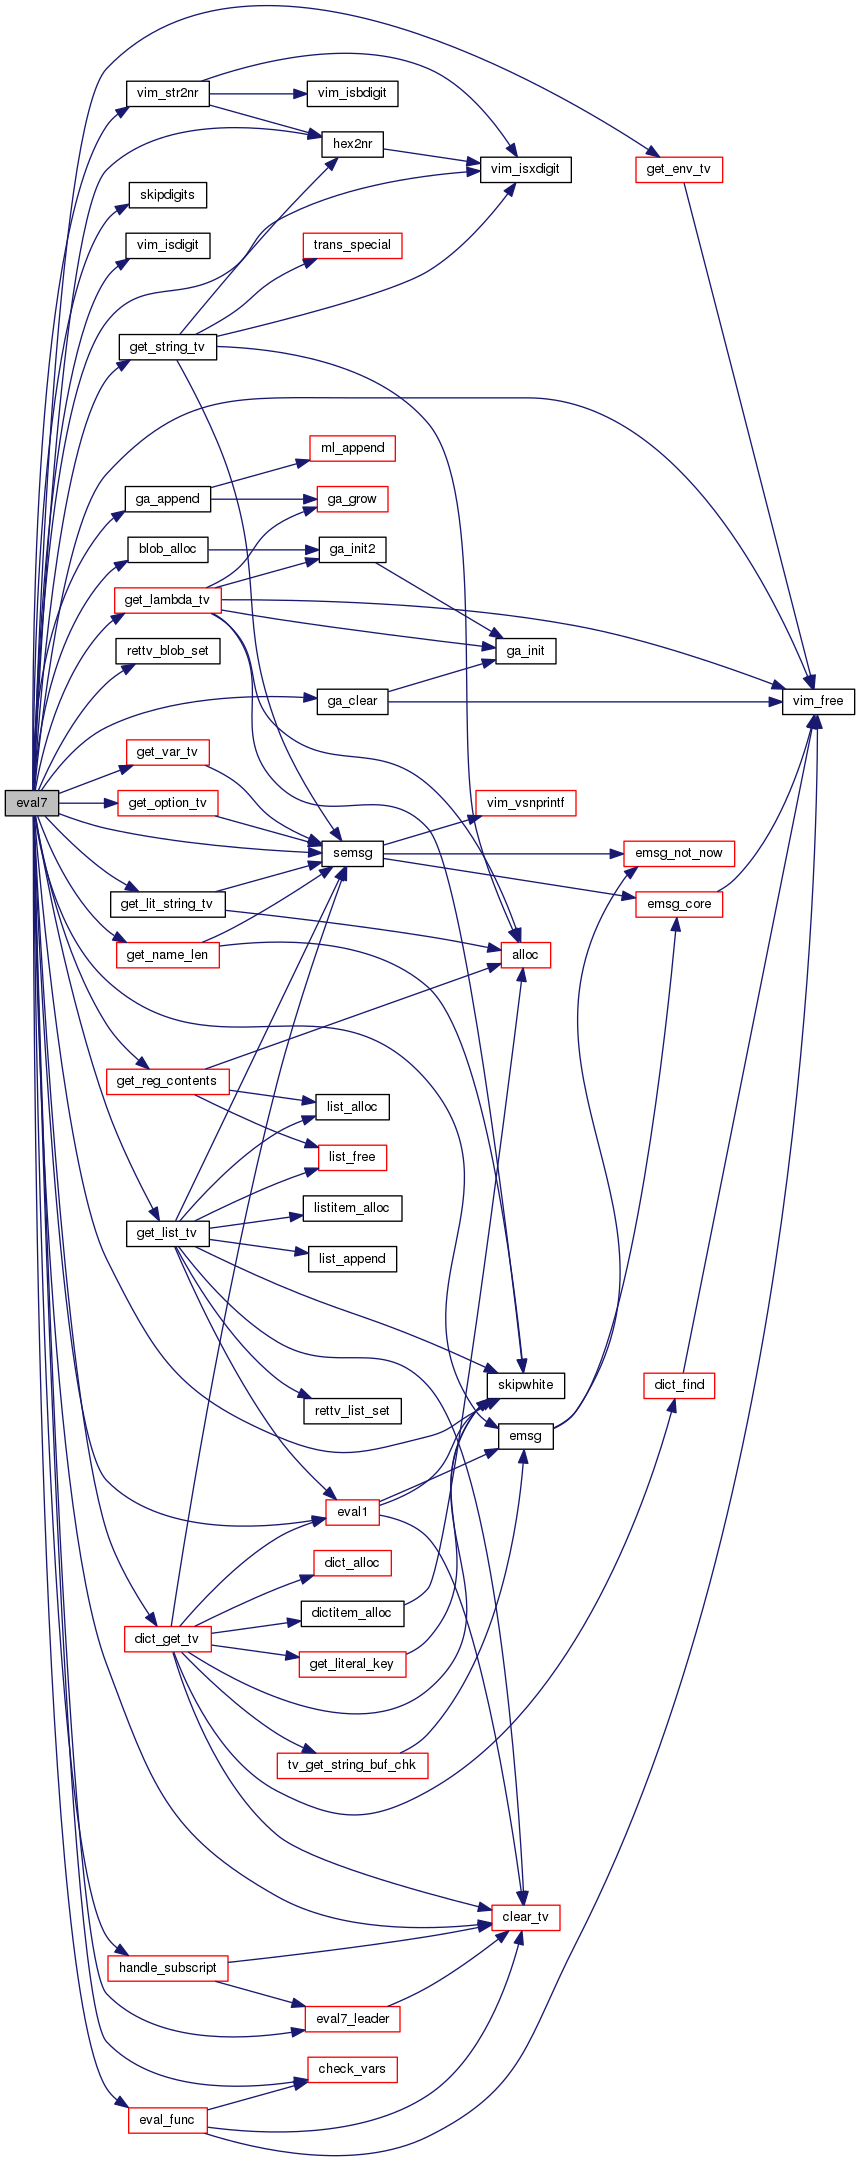 vim_str2nr
vim_isbdigit
hex2nr
vim_isxdigit
get_env_tv
skipdigits
vim_isdigit
trans_special
get_string_tv
ml_append
ga_append
ga_grow
blob_alloc
ga_init2
get_lambda_tv
rettv_blob_set
ga_init
ga_clear
vim_free
get_var_tv
eval7
get_option_tv
vim_vsnprintf
semsg
emsg_not_now
get_lit_string_tv
emsg_core
get_name_len
alloc
get_reg_contents
list_alloc
list_free
listitem_alloc
get_list_tv
list_append
skipwhite
dict_find
rettv_list_set
emsg
eval1
dict_alloc
dictitem_alloc
dict_get_tv
get_literal_key
tv_get_string_buf_chk
clear_tv
handle_subscript
eval7_leader
check_vars
eval_func